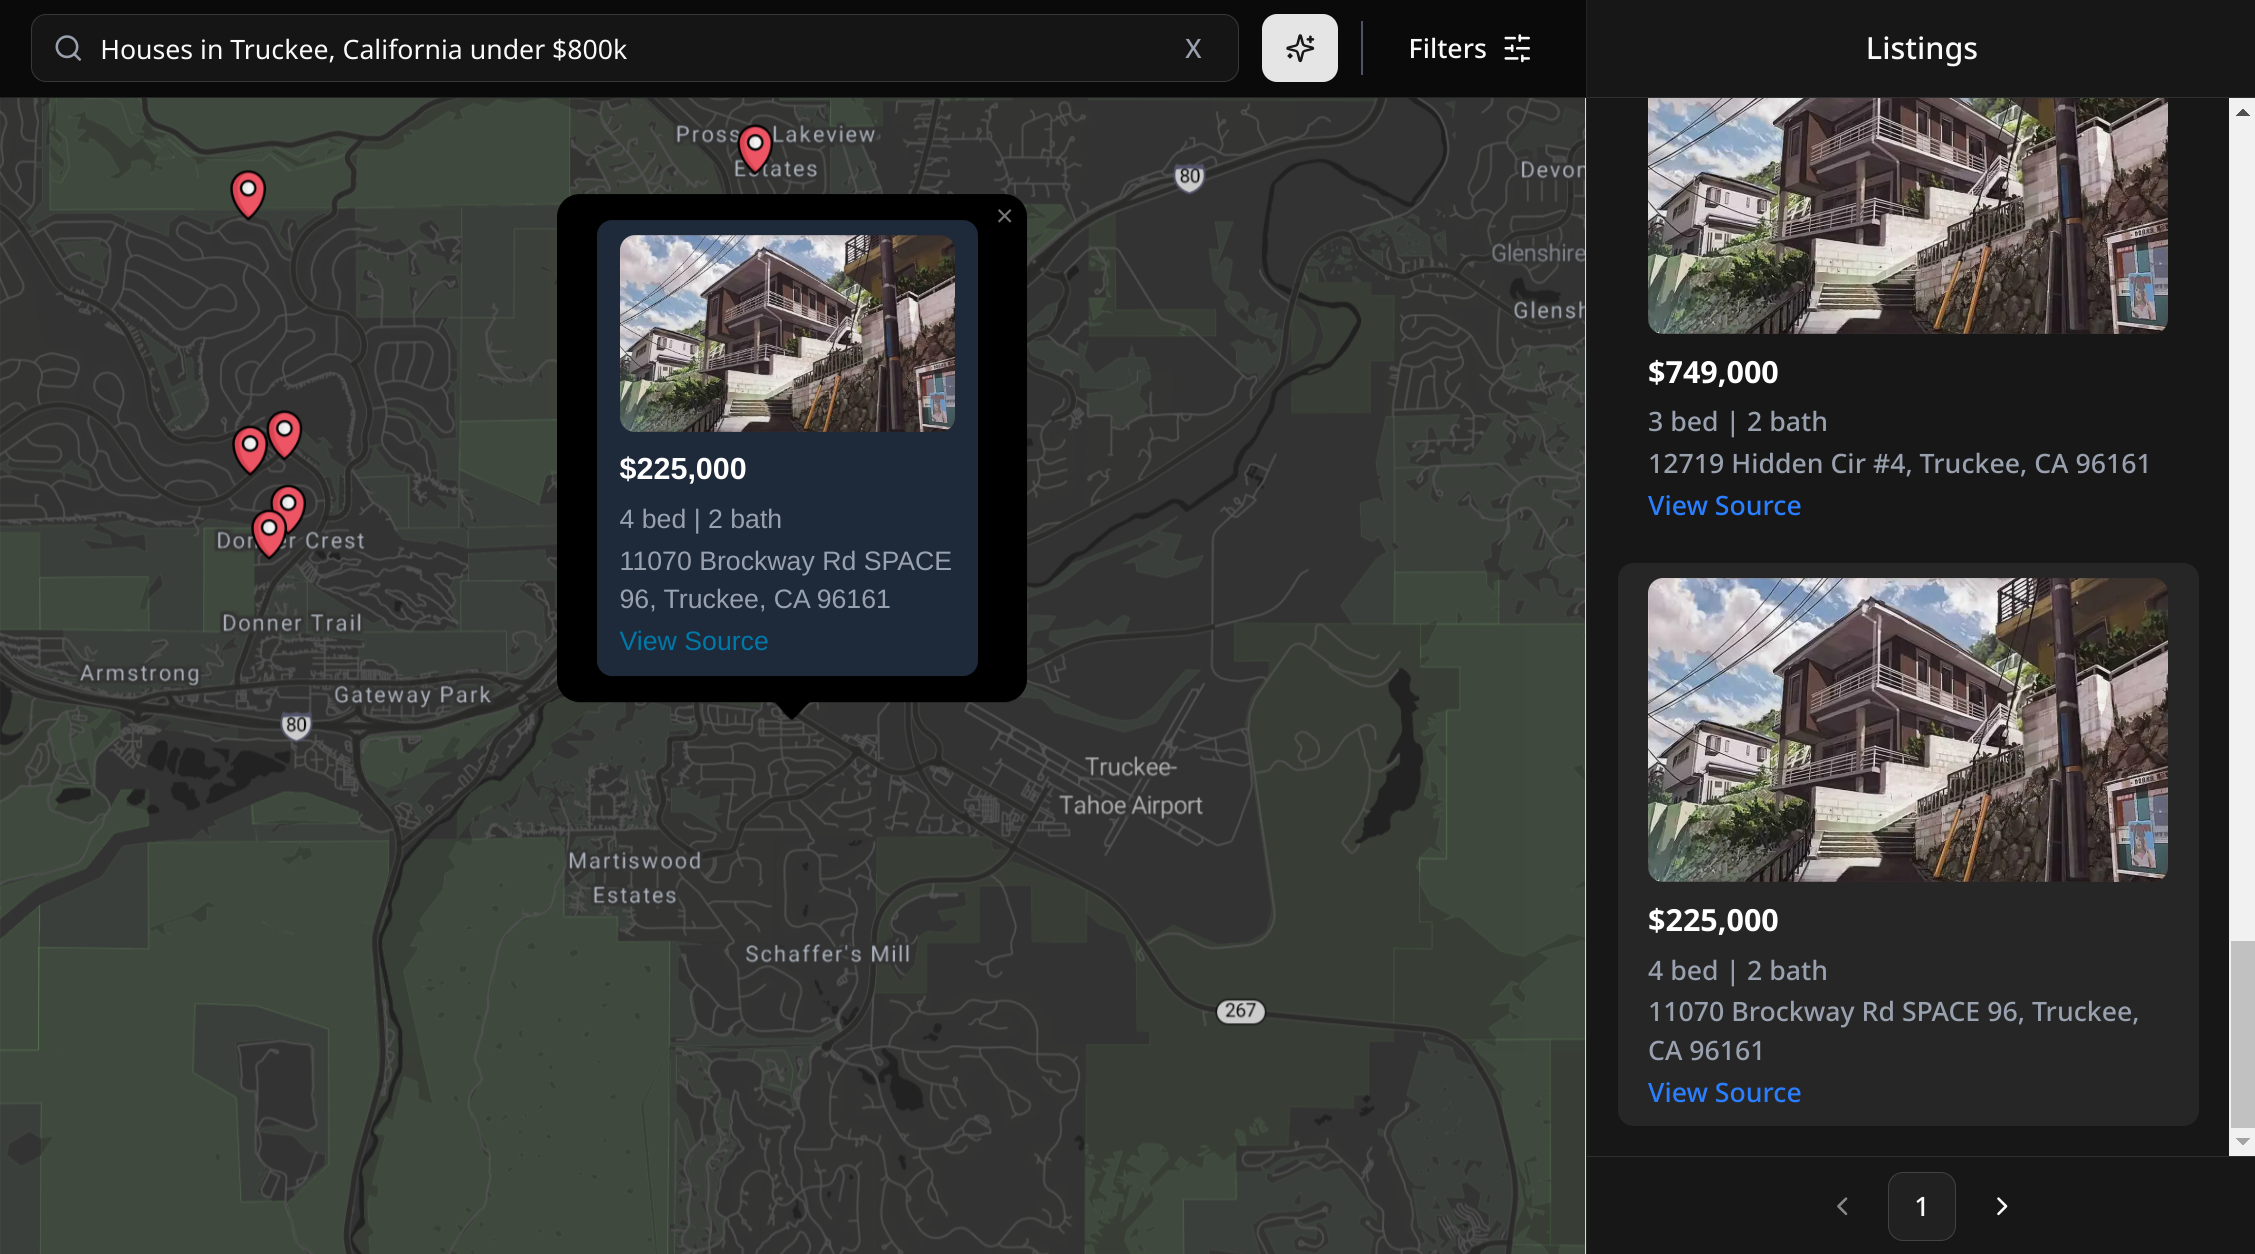 Houses in Truckee, California under $800k
X
Filters
Listings
Prosser Lakeview
Estates
80
Devon
Glenshire
Glensh
$225,000
4 bed | 2 bath
11070 Brockway Rd SPACE
96, Truckee, CA 96161
View Source
Donner Crest
Donner Trail
Armstrong
Gateway Park
80
Truckee-
Tahoe Airport
Martiswood
Estates
Schaffer's Mill
267
$749,000
3 bed | 2 bath
12719 Hidden Cir #4, Truckee, CA 96161
View Source
$225,000
4 bed | 2 bath
11070 Brockway Rd SPACE 96, Truckee,
CA 96161
View Source
1